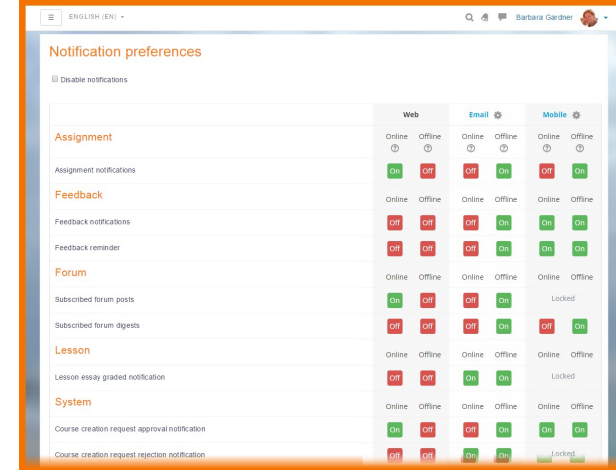 ENGLISH (EN)
Barbara Gardner
Notification preferences
Disable notifications
Web Email Mobile
Assignment Online Offline Online Offline Online Offline
Assignment notifications On Off Off On Off On
Feedback Online Offline Online Offline Online Offline
Feedback notifications Off Off Off On On On
Feedback reminder Off Off Off On On On
Forum Online Offline Online Offline Online Offline
Subscribed forum posts On Off Off On Locked
Subscribed forum digests Off Off Off On Off On
Lesson Online Offline Online Offline Online Offline
Lesson essay graded notification Off Off On On Locked
System Online Offline Online Offline Online Offline
Course creation request approval notification On Off Off On On On
Course creation request rejection notification Off Off On On Locked